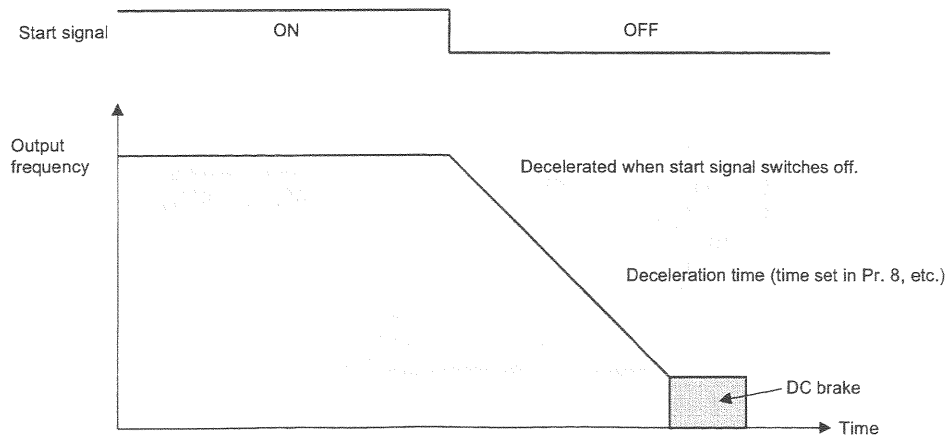 Start signal
ON
OFF
Output
frequency
Decelerated when start signal switches off.
Deceleration time (time set in Pr. 8, etc.)
DC brake
Time